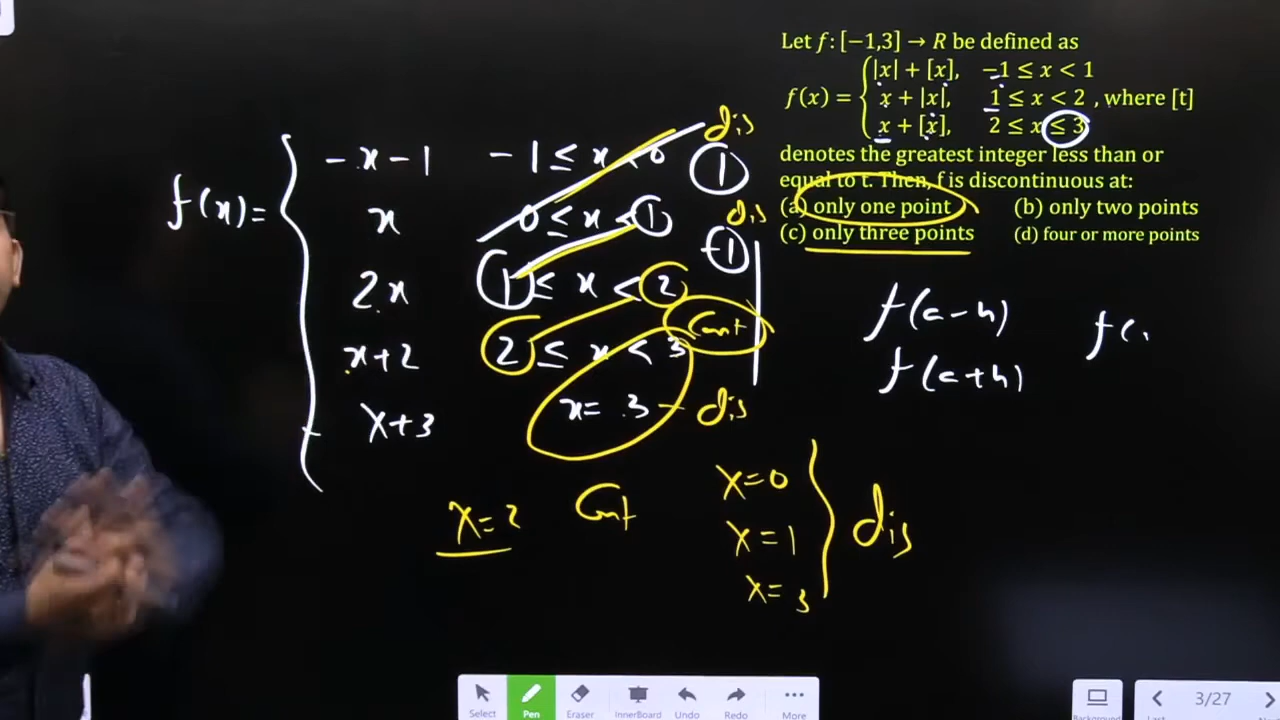 Let f:[−1,3] → R be defined as
f(x) = { |x| + [x], −1 ≤ x < 1
x + |x|, 1 ≤ x < 2 , where [t]
x + [x], 2 ≤ x ≤ 3
denotes the greatest integer less than or
equal to t. Then, f is discontinuous at:
(a) only one point (b) only two points
(c) only three points (d) four or more points
f(x) = { -x-1 -1 ≤ x < 0 dis 1
x 0 ≤ x < 1 dis -1
2x 1 ≤ x < 2
Cont
x+2 2 ≤ x < 3
x+3 x = 3 - dis
f(c-h) f(
f(c+h)
x=2 Cont
x=0
x=1 } dis
x=3
Select Pen Eraser InnerBoard Undo Redo More
Background
3/27